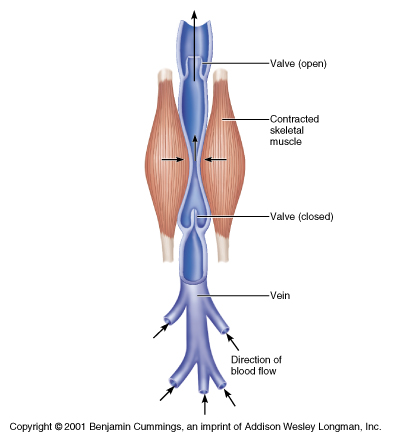 Valve (open)
Contracted
skeletal
muscle
Valve (closed)
Vein
Direction of
blood flow
Copyright © 2001 Benjamin Cummings, an imprint of Addison Wesley Longman, Inc.